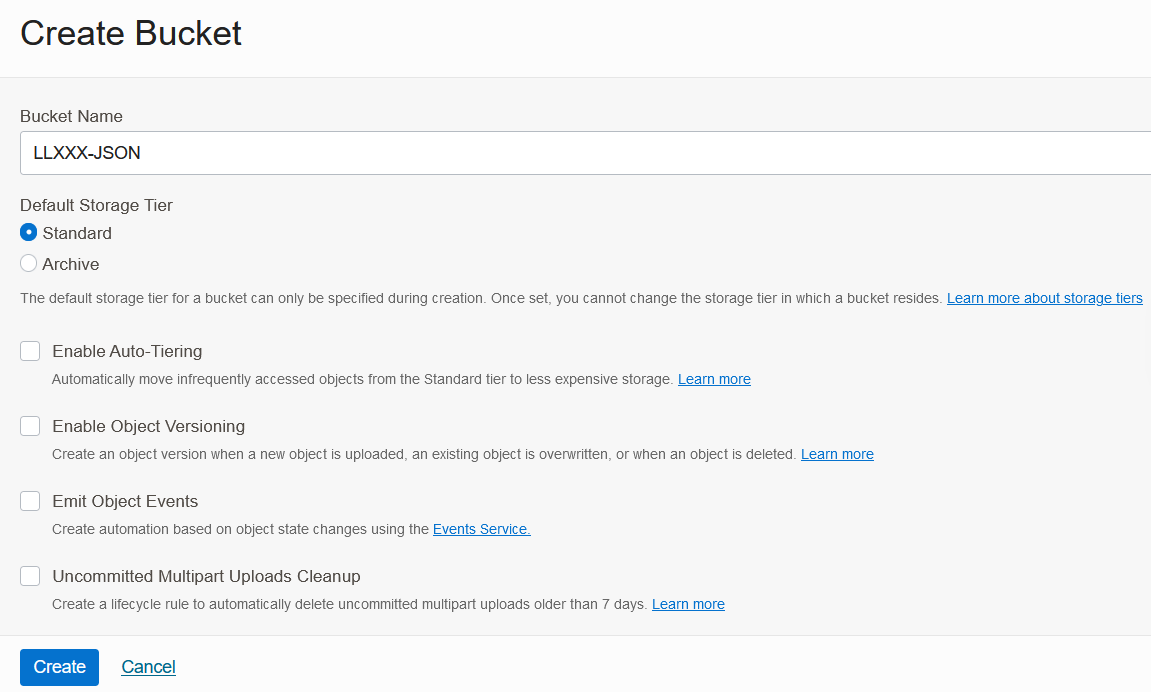 Create Bucket
Bucket Name
LLXXX-JSON
Default Storage Tier
Standard
Archive
The default storage tier for a bucket can only be specified during creation. Once set, you cannot change the storage tier in which a bucket resides. Learn more about storage tiers
Enable Auto-Tiering
Automatically move infrequently accessed objects from the Standard tier to less expensive storage. Learn more
Enable Object Versioning
Create an object version when a new object is uploaded, an existing object is overwritten, or when an object is deleted. Learn more
Emit Object Events
Create automation based on object state changes using the Events Service.
Uncommitted Multipart Uploads Cleanup
Create a lifecycle rule to automatically delete uncommitted multipart uploads older than 7 days. Learn more
Create Cancel